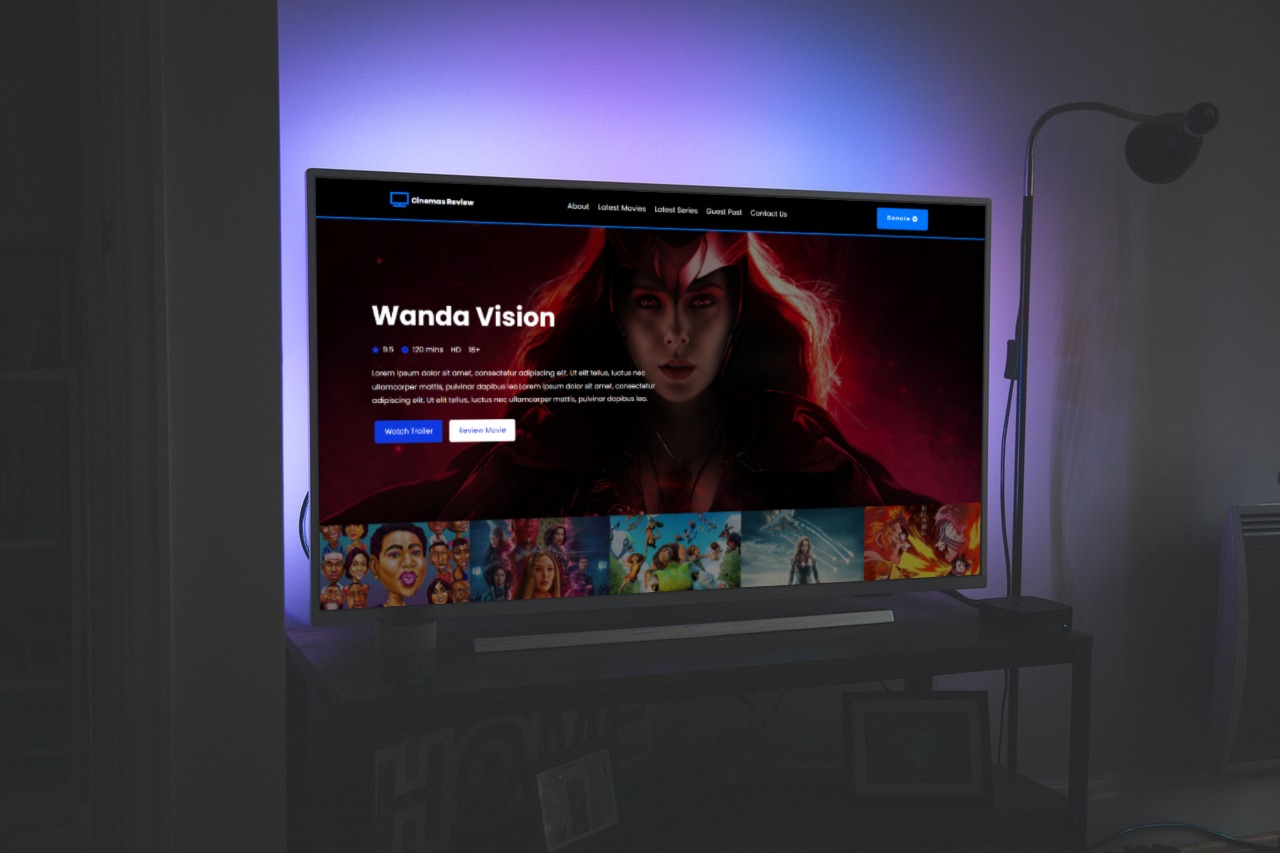 Cinemas Review
About Latest Movies Latest Series Guest Post Contact Us
Donate
Wanda Vision
9.5 120 mins HD 18+
Lorem ipsum dolor sit amet, consectetur adipiscing elit. Ut elit tellus, luctus nec
ullamcorper mattis, pulvinar dapibus leo.Lorem ipsum dolor sit amet, consectetur
adipiscing elit. Ut elit tellus, luctus nec ullamcorper mattis, pulvinar dapibus leo.
Watch Trailer
Review Movie
HOME